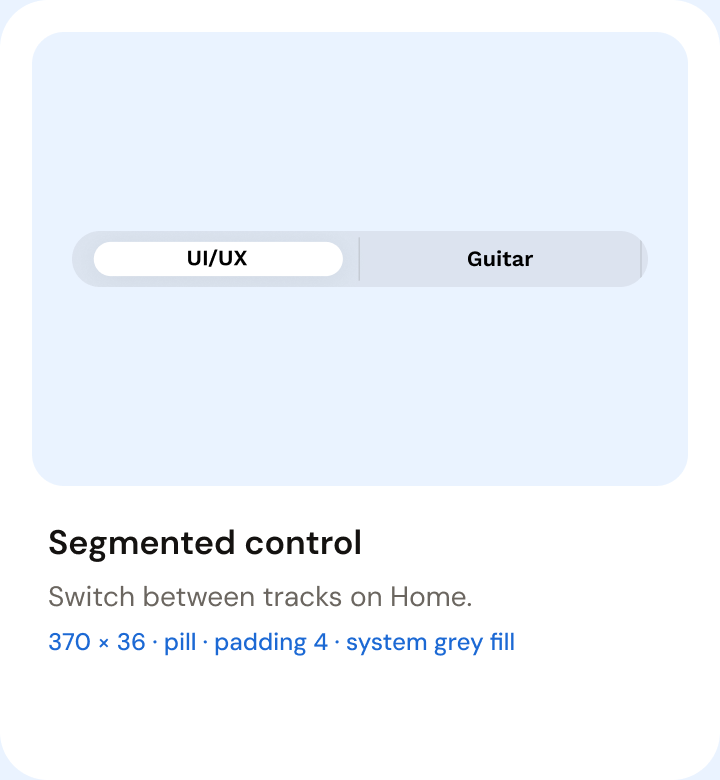 UI/UX
Guitar
Segmented control
Switch between tracks on Home.
370 × 36 · pill · padding 4 · system grey fill